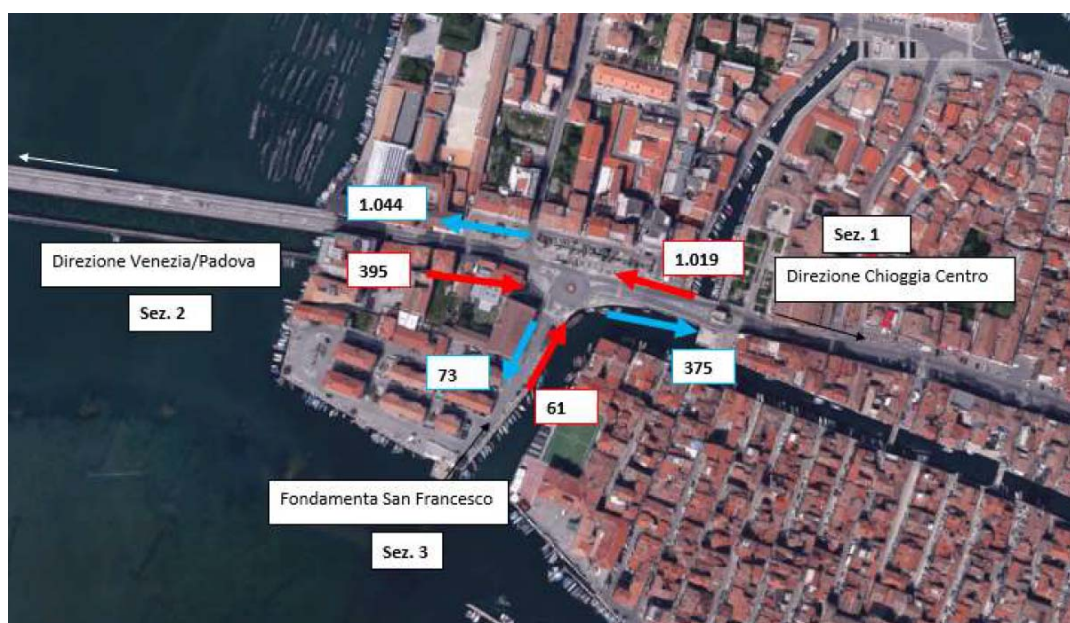 1.044
Sez. 1
Direzione Venezia/Padova
395
1.019
Direzione Chioggia Centro
Sez. 2
73
375
61
Fondamenta San Francesco
Sez. 3